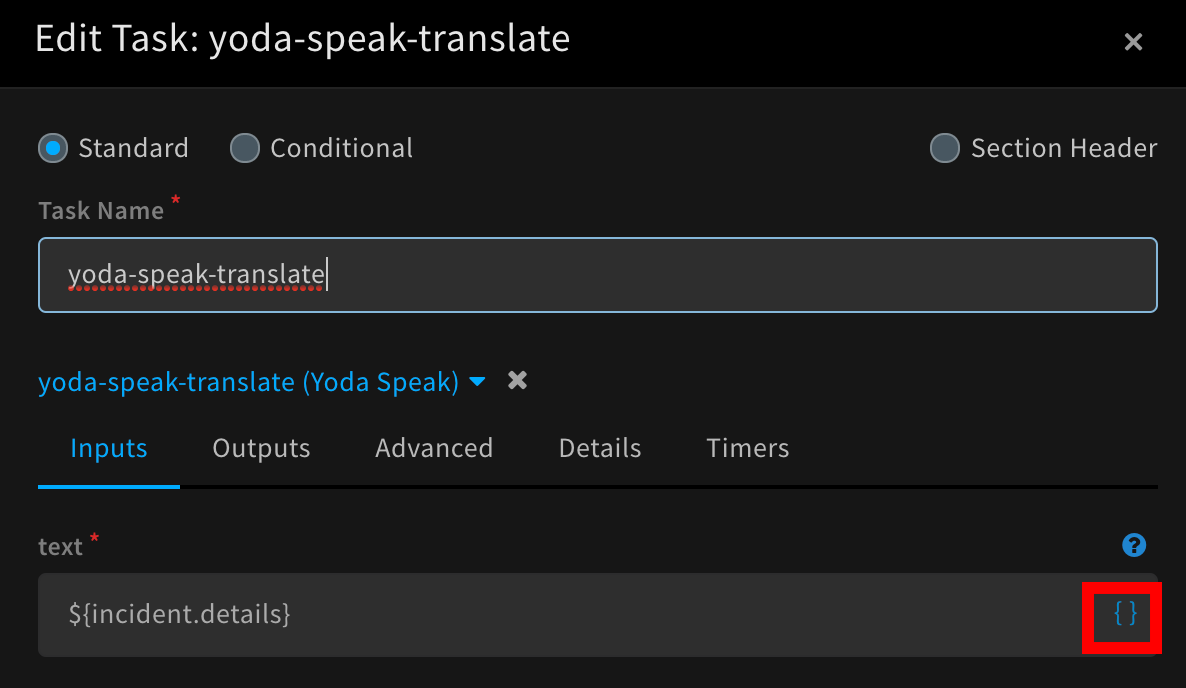 Edit Task: yoda-speak-translate ×
Standard Conditional Section Header
Task Name *
yoda-speak-translate
yoda-speak-translate (Yoda Speak)
Inputs Outputs Advanced Details Timers
text * ?
${incident.details} {}